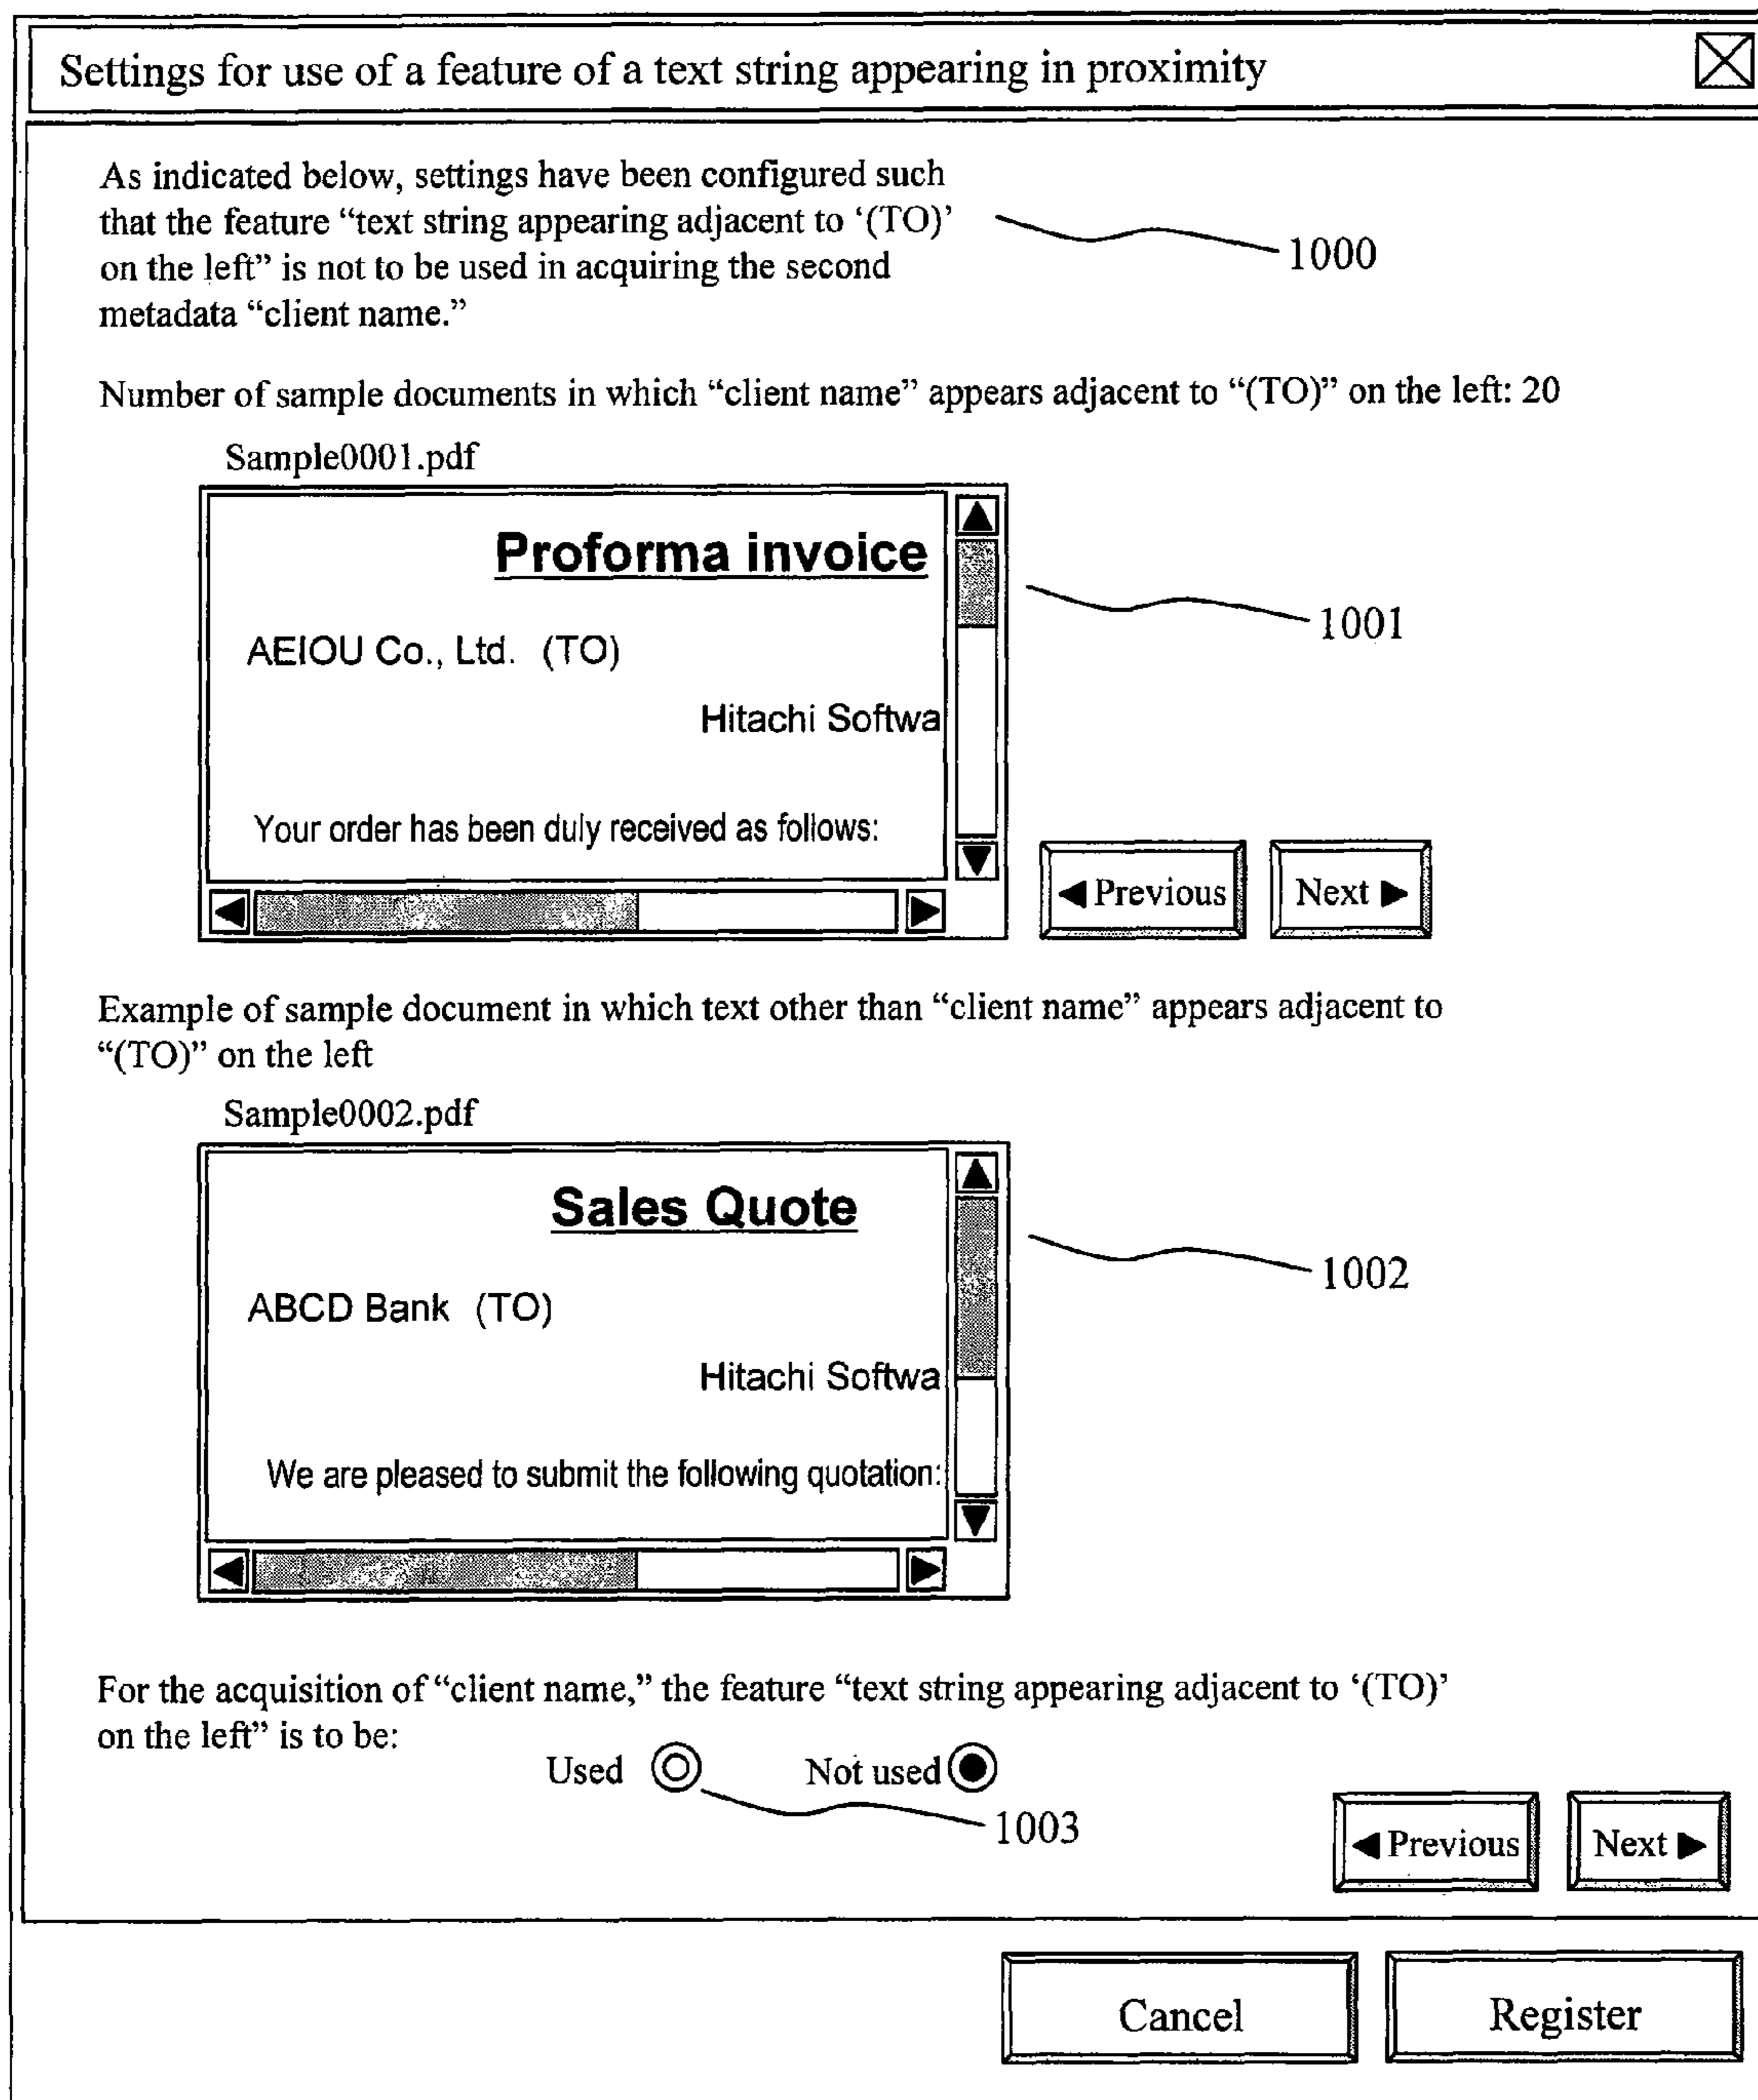 Settings for use of a feature of a text string appearing in proximity
As indicated below, settings have been configured such
that the feature “text string appearing adjacent to ‘(TO)’
on the left” is not to be used in acquiring the second
metadata “client name.”
1000
Number of sample documents in which “client name” appears adjacent to “(TO)” on the left: 20
Sample0001.pdf
Proforma invoice
AEIOU Co., Ltd. (TO)
1001
Hitachi Softwa
Your order has been duly received as follows:
Previous Next
Example of sample document in which text other than “client name” appears adjacent to
“(TO)” on the left
Sample0002.pdf
Sales Quote
1002
ABCD Bank (TO)
Hitachi Softwa
We are pleased to submit the following quotation:
For the acquisition of “client name,” the feature “text string appearing adjacent to ‘(TO)’
on the left” is to be:
Used Not used
1003
Previous Next
Cancel Register